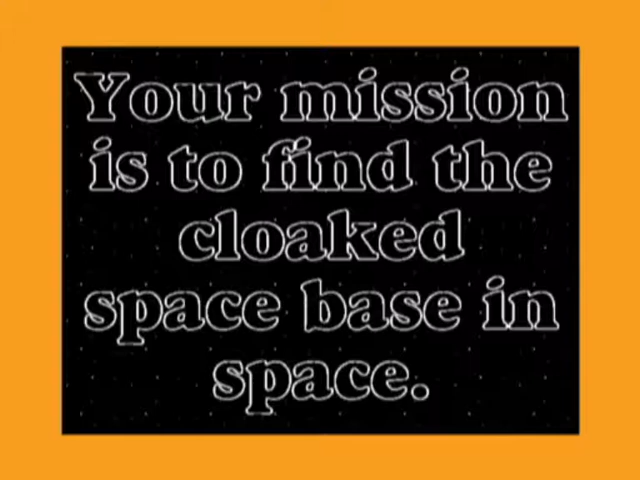 Your mission
is to find the
cloaked
space base in
space.